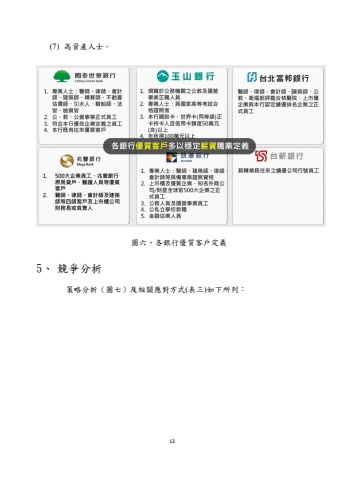 (7) 高資產人士。
國泰世華銀行
Cathay United Bank
1. 專業人士：醫師、律師、會計
師、建築師、精算師、不動產
估價師、引水人、醫檢師、法
官、檢察官
2. 公、教、公營事業正式員工
3. 符合本行優良企業定義之員工
4. 本行既有往來優質客戶
玉山銀行
1. 現職於公務機關之公教及國營
事業正職人員
2. 專業人士：具國家高等考試合
格證照者
3. 本行國際卡、世界卡(同等級)正
卡持卡人且信用卡額度50萬元
(含)以上
4. 年所得100萬元以上
台北富邦銀行
醫師、律師、會計師、建築師、公
教、衛福部評鑑合格醫院、上市櫃
企業與本行認定績優排名企業之正
式員工
各銀行優質客戶多以穩定薪資職業定義
兆豐銀行
Mega Bank
1. 500大企業員工、兆豐銀行
票房貸戶、醫護人員等優質
客戶
2. 醫師、律師、會計師及建築
師等四師客戶及上市櫃公司
財務長或負責人
凱基銀行
1. 專業人士：醫師、建築師、律師、
會計師等具備專業證照資格
2. 上市櫃及優質企業、知名外商公
司/財星全球前500大企業之正
式員工
3. 公務人員及國營事業員工
4. 公私立學校教職
5. 金融從業人員
台新銀行
薪轉業務往來之績優公司行號員工
圖六、各銀行優質客戶定義
5、 競爭分析
策略分析（圖七）及相關應對方式(表三)如下所列：
13